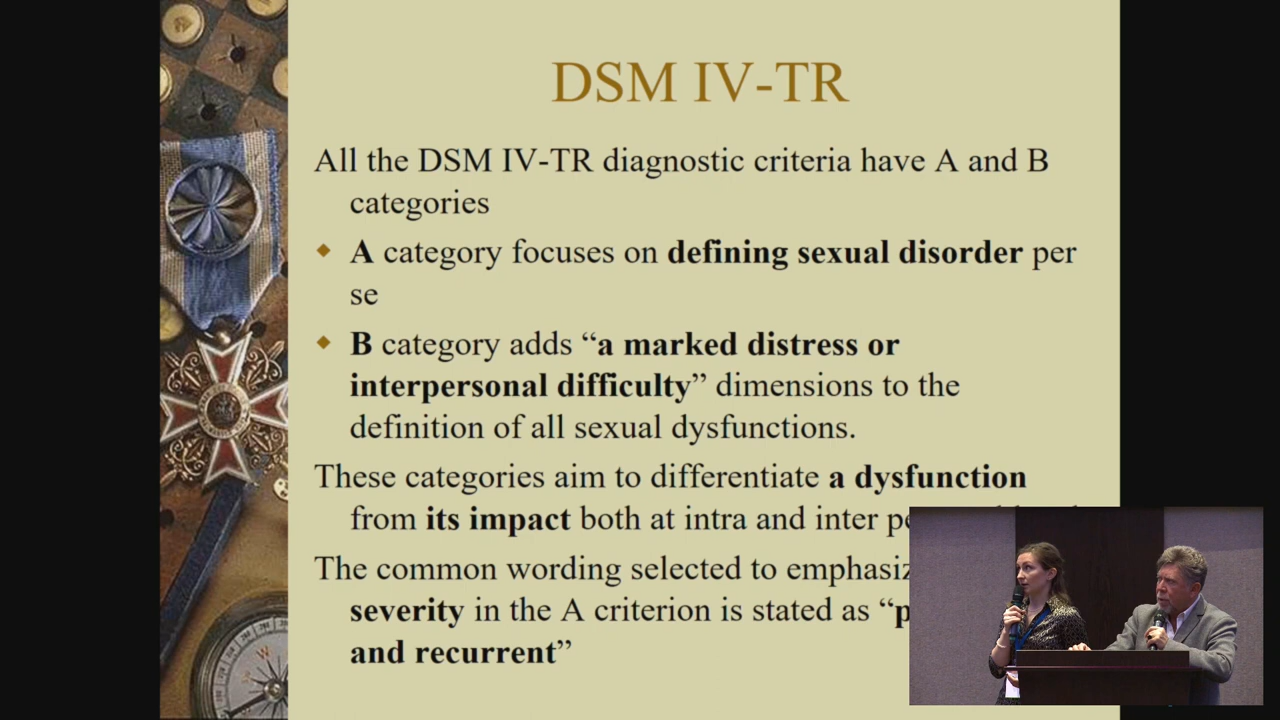 DSM IV-TR
All the DSM IV-TR diagnostic criteria have A and B
categories
A category focuses on defining sexual disorder per
se
B category adds “a marked distress or
interpersonal difficulty” dimensions to the
definition of all sexual dysfunctions.
These categories aim to differentiate a dysfunction
from its impact both at intra and inter
The common wording selected to
severity in the A criterion is stated as “
and recurrent”